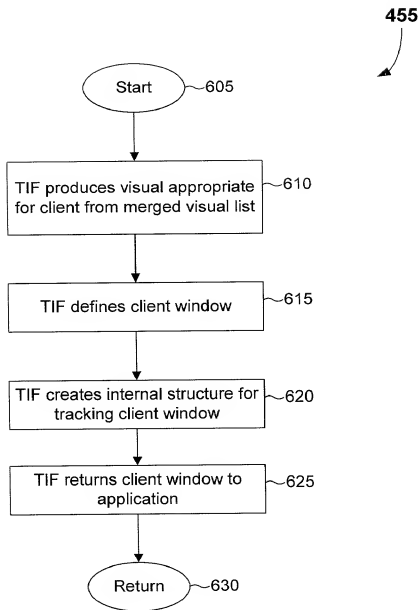 455
Start
605
TIF produces visual appropriate
for client from merged visual list
610
TIF defines client window
615
TIF creates internal structure for
tracking client window
620
TIF returns client window to
application
625
Return
630